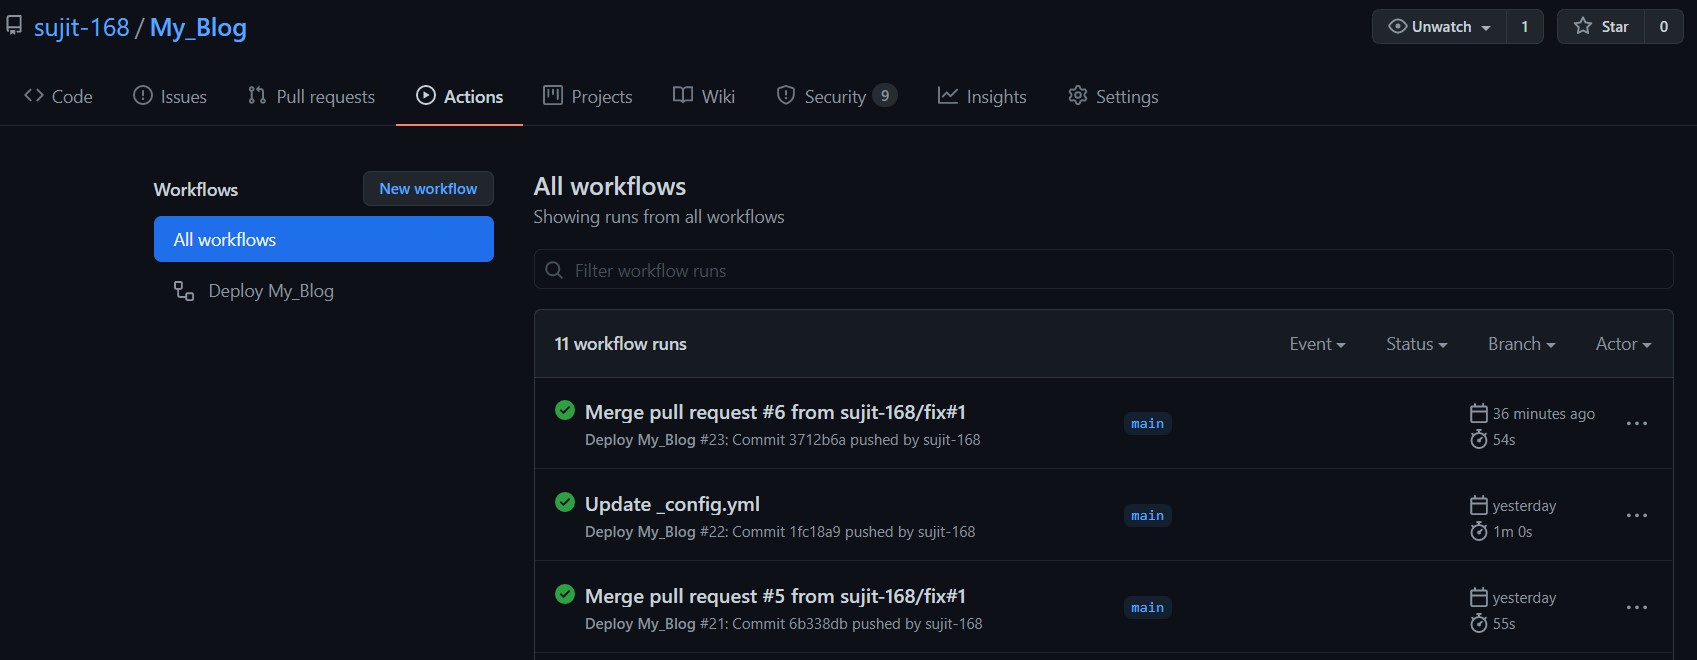 sujit-168 / My_Blog
Unwatch 1 Star 0
Code Issues Pull requests Actions Projects Wiki Security 9 Insights Settings
Workflows New workflow
All workflows
Deploy My_Blog
All workflows
Showing runs from all workflows
Filter workflow runs
11 workflow runs Event Status Branch Actor
Merge pull request #6 from sujit-168/fix#1
Deploy My_Blog #23: Commit 3712b6a pushed by sujit-168
main
36 minutes ago
54s
Update _config.yml
Deploy My_Blog #22: Commit 1fc18a9 pushed by sujit-168
main
yesterday
1m 0s
Merge pull request #5 from sujit-168/fix#1
Deploy My_Blog #21: Commit 6b338db pushed by sujit-168
main
yesterday
55s